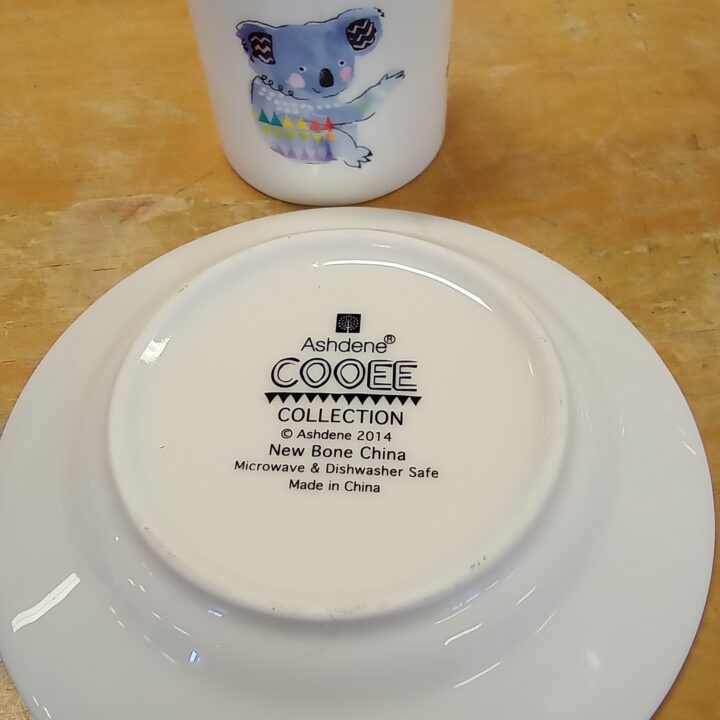 Ashdene®
COOEE
COLLECTION
© Ashdene 2014
New Bone China
Microwave & Dishwasher Safe
Made in China